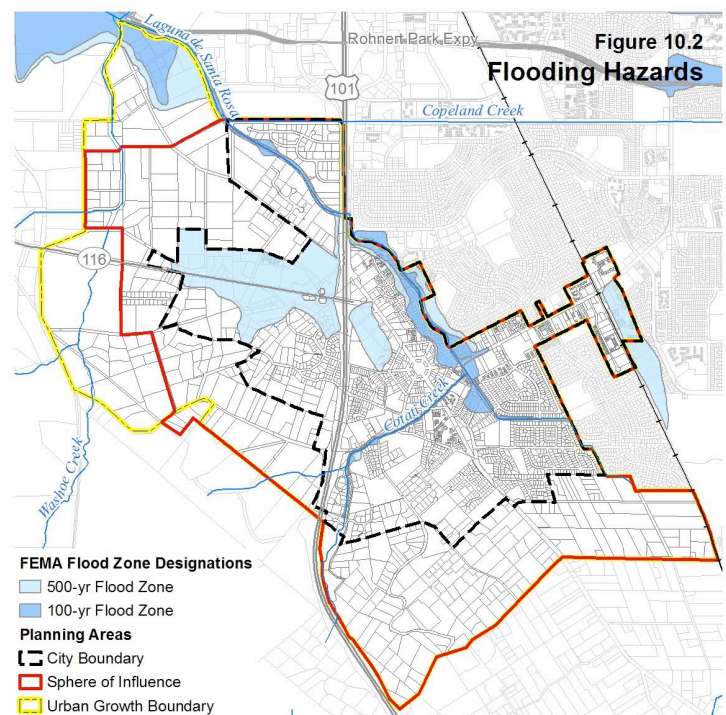 Figure 10.2
Flooding Hazards
Laguna de Santa Rosa
Rohnert Park Expy
101
Copeland Creek
116
Cotati Creek
Washoe Creek
FEMA Flood Zone Designations
500-yr Flood Zone
100-yr Flood Zone
Planning Areas
City Boundary
Sphere of Influence
Urban Growth Boundary